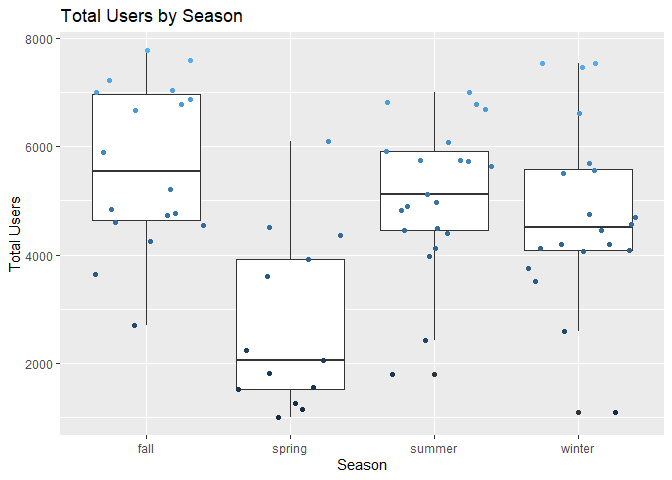 Total Users by Season
Total Users
8000
6000
4000
2000
fall
spring
summer
winter
Season